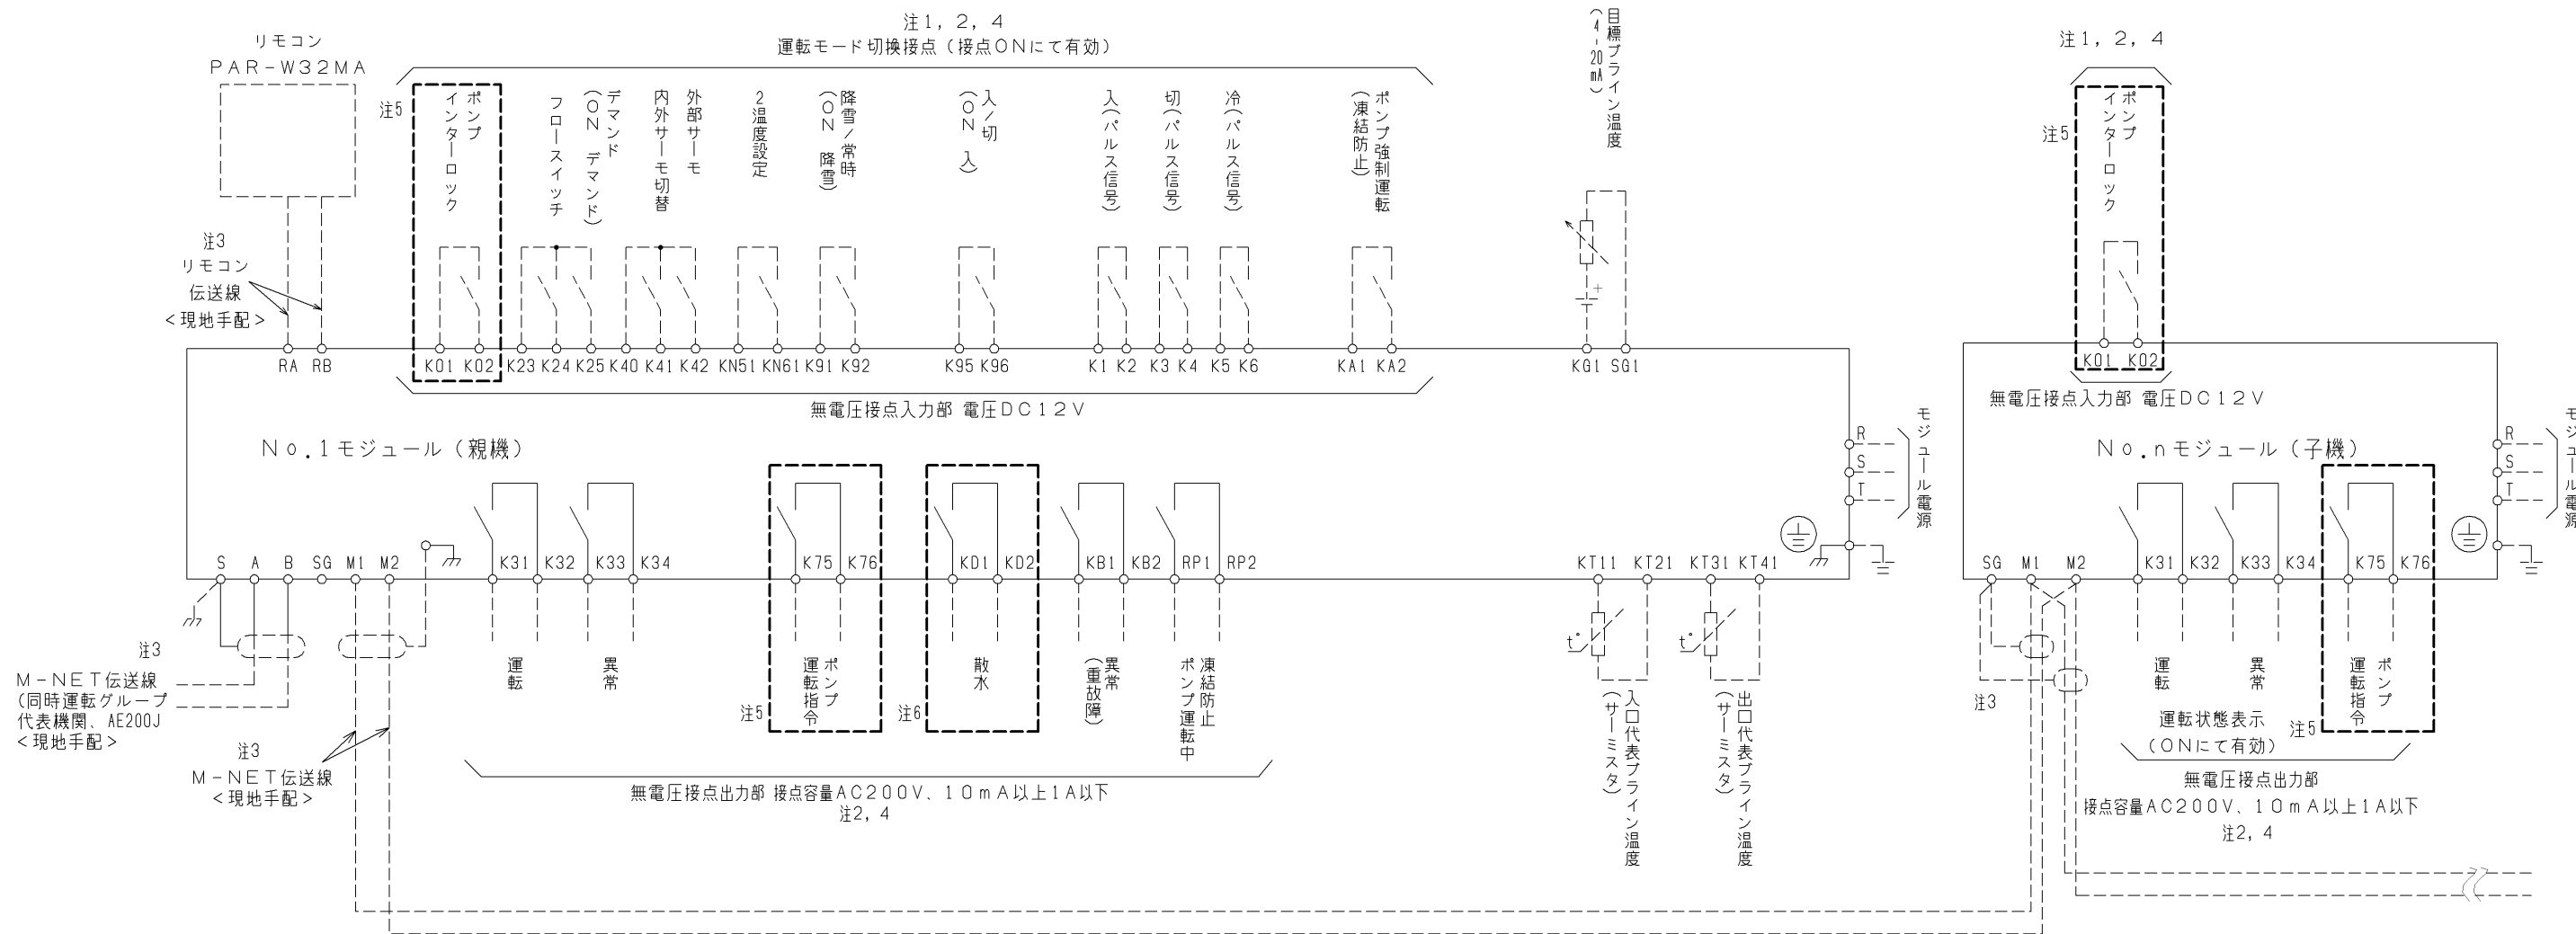 注1，2，4
運転モード切換接点（接点ONにて有効）
リモコン
PAR-W32MA
注5
ポンプ
インターロック
フロースイッチ
デマンド
（ON デマンド）
内外サーモ切替
外部サーモ
2温度設定
降雪／常時
（ON 降雪）
入／切
（ON 入）
入（パルス信号）
切（パルス信号）
冷（パルス信号）
ポンプ強制運転
（凍結防止）
目標ブライン温度
（4-20mA）
注3
リモコン
伝送線
＜現地手配＞
RA RB K01 K02 K23 K24 K25 K40 K41 K42 KN51 KN61 K91 K92 K95 K96 K1 K2 K3 K4 K5 K6 KA1 KA2 KG1 SG1
無電圧接点入力部 電圧DC12V
No.1モジュール（親機）
R
S
T
モジュール電源
S A B SG M1 M2 K31 K32 K33 K34 K75 K76 KD1 KD2 KB1 KB2 RP1 RP2 KT11 KT21 KT31 KT41
注3
M-NET伝送線
(同時運転グループ
代表機関、AE200J
＜現地手配＞
注3
M-NET伝送線
＜現地手配＞
運転
異常
注5
ポンプ
運転指令
注6
散水
異常
（重故障）
凍結防止
ポンプ運転中
無電圧接点出力部 接点容量AC200V、10mA以上1A以下
注2，4
t°
入口代表ブライン温度
（サーミスタ）
t°
出口代表ブライン温度
（サーミスタ）
注1，2，4
注5
ポンプ
インターロック
K01 K02
無電圧接点入力部 電圧DC12V
No.nモジュール（子機）
R
S
T
モジュール電源
SG M1 M2 K31 K32 K33 K34 K75 K76
注3
運転
異常
ポンプ
運転指令
注5
運転状態表示
（ONにて有効）
無電圧接点出力部
接点容量AC200V、10mA以上1A以下
注2，4